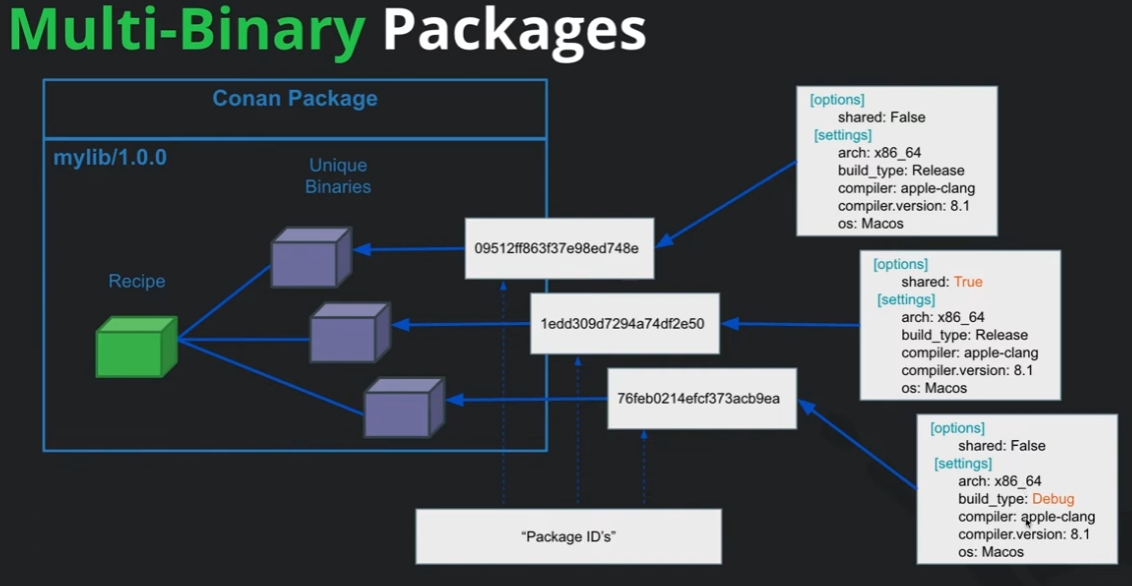 Multi-Binary Packages
Conan Package
mylib/1.0.0
Unique
Binaries
Recipe
09512ff863f37e98ed748e
1edd309d7294a74df2e50
76feb0214efcf373acb9ea
“Package ID’s”
[options]
shared: False
[settings]
arch: x86_64
build_type: Release
compiler: apple-clang
compiler.version: 8.1
os: Macos
[options]
shared: True
[settings]
arch: x86_64
build_type: Release
compiler: apple-clang
compiler.version: 8.1
os: Macos
[options]
shared: False
[settings]
arch: x86_64
build_type: Debug
compiler: apple-clang
compiler.version: 8.1
os: Macos